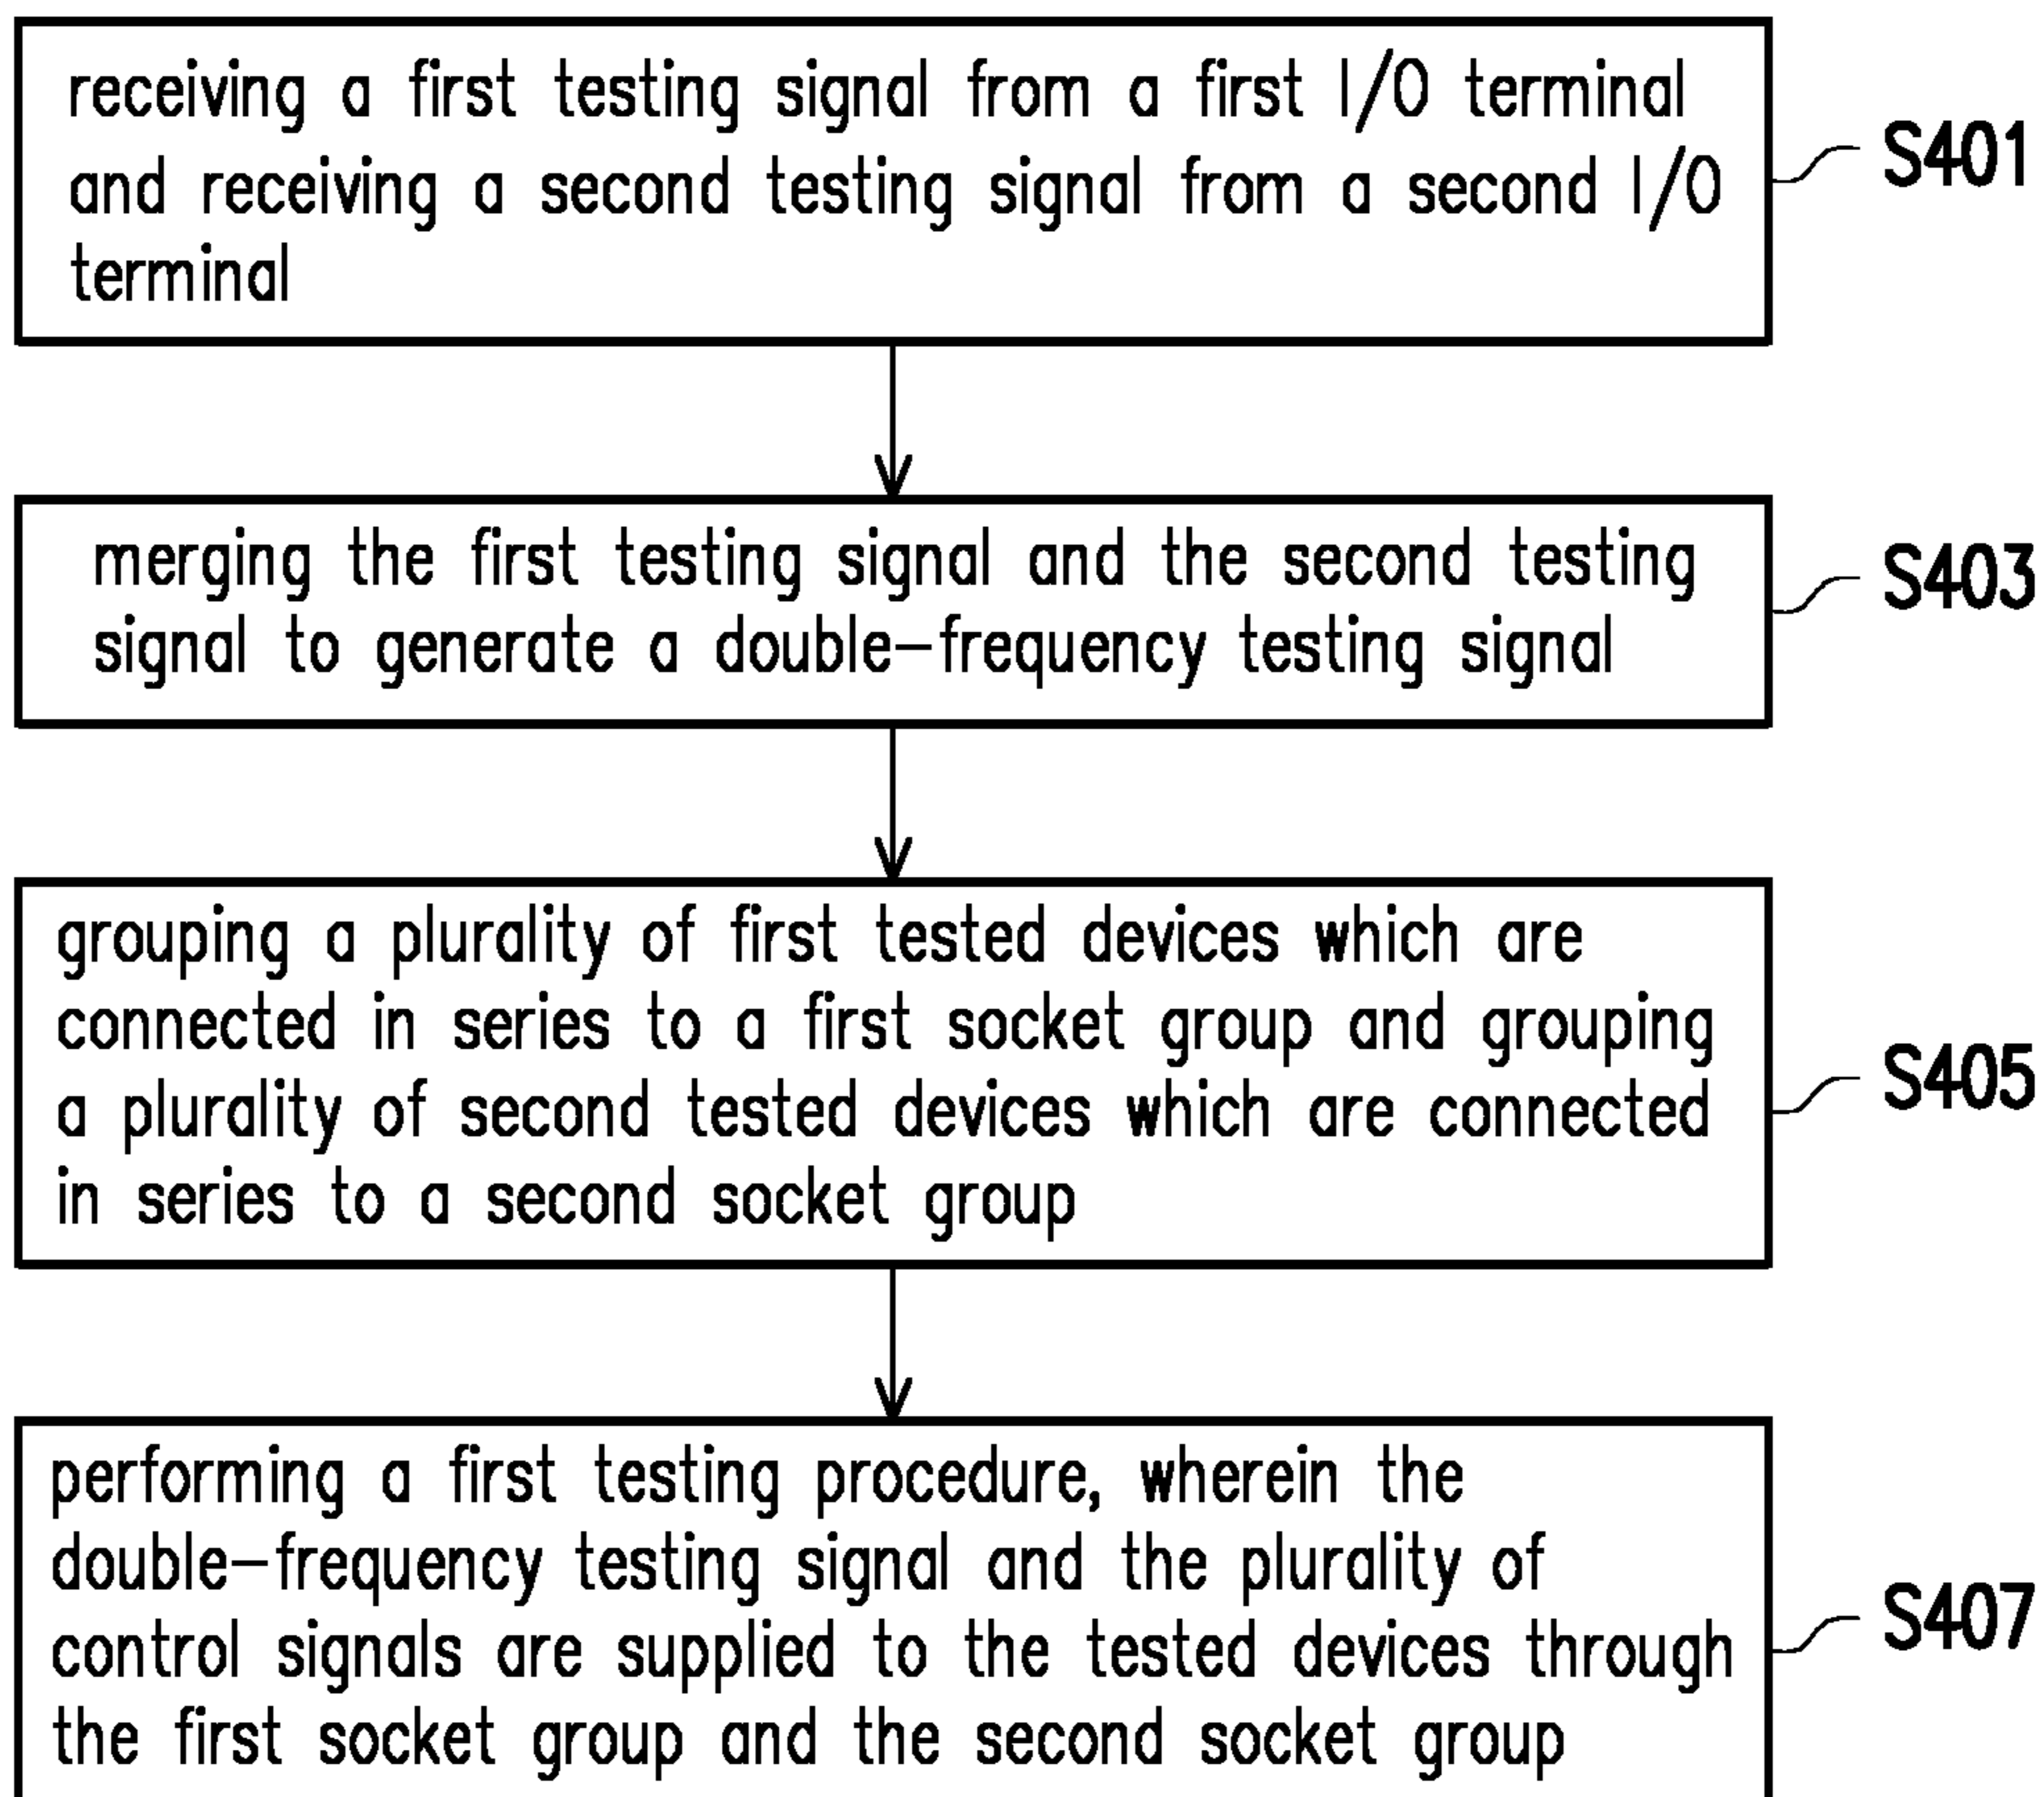 receiving a first testing signal from a first I/O terminal
and receiving a second testing signal from a second I/O
terminal
S401
merging the first testing signal and the second testing
signal to generate a double-frequency testing signal
S403
grouping a plurality of first tested devices which are
connected in series to a first socket group and grouping
a plurality of second tested devices which are connected
in series to a second socket group
S405
performing a first testing procedure, wherein the
double-frequency testing signal and the plurality of
control signals are supplied to the tested devices through
the first socket group and the second socket group
S407